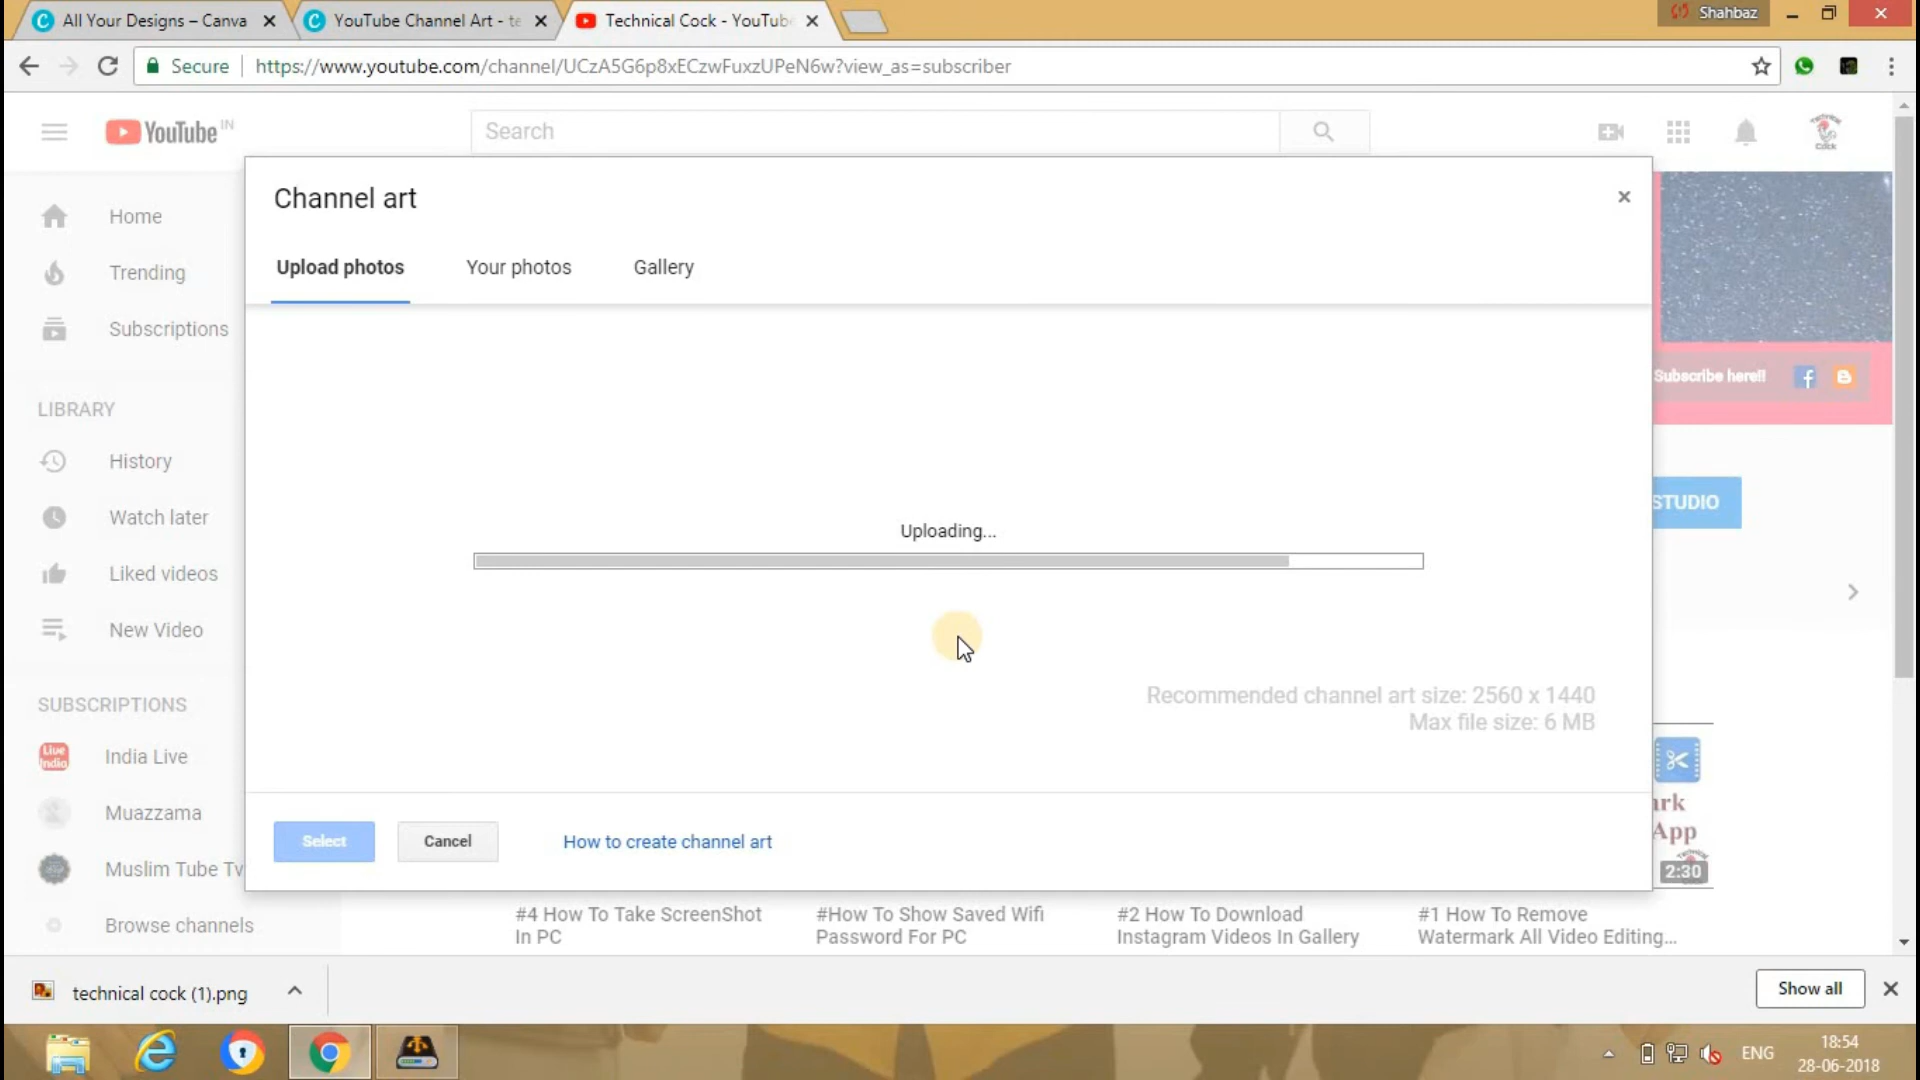 All Your Designs – Canva
YouTube Channel Art - te
Technical Cock - YouTube
Shahbaz
Secure
https://www.youtube.com/channel/UCzA5G6p8xECzwFuxzUPeN6w?view_as=subscriber
YouTube IN
Search
Technical
Cock
Channel art
Upload photos
Your photos
Gallery
Home
Trending
Subscriptions
Subscribe here!!
LIBRARY
History
Watch later
Liked videos
New Video
STUDIO
Uploading...
Recommended channel art size: 2560 x 1440
Max file size: 6 MB
SUBSCRIPTIONS
Live
India
India Live
Muazzama
Muslim Tube Tv
Browse channels
ark
App
2:30
Select
Cancel
How to create channel art
#4 How To Take ScreenShot
In PC
#How To Show Saved Wifi
Password For PC
#2 How To Download
Instagram Videos In Gallery
#1 How To Remove
Watermark All Video Editing...
technical cock (1).png
Show all
ENG
18:54
28-06-2018